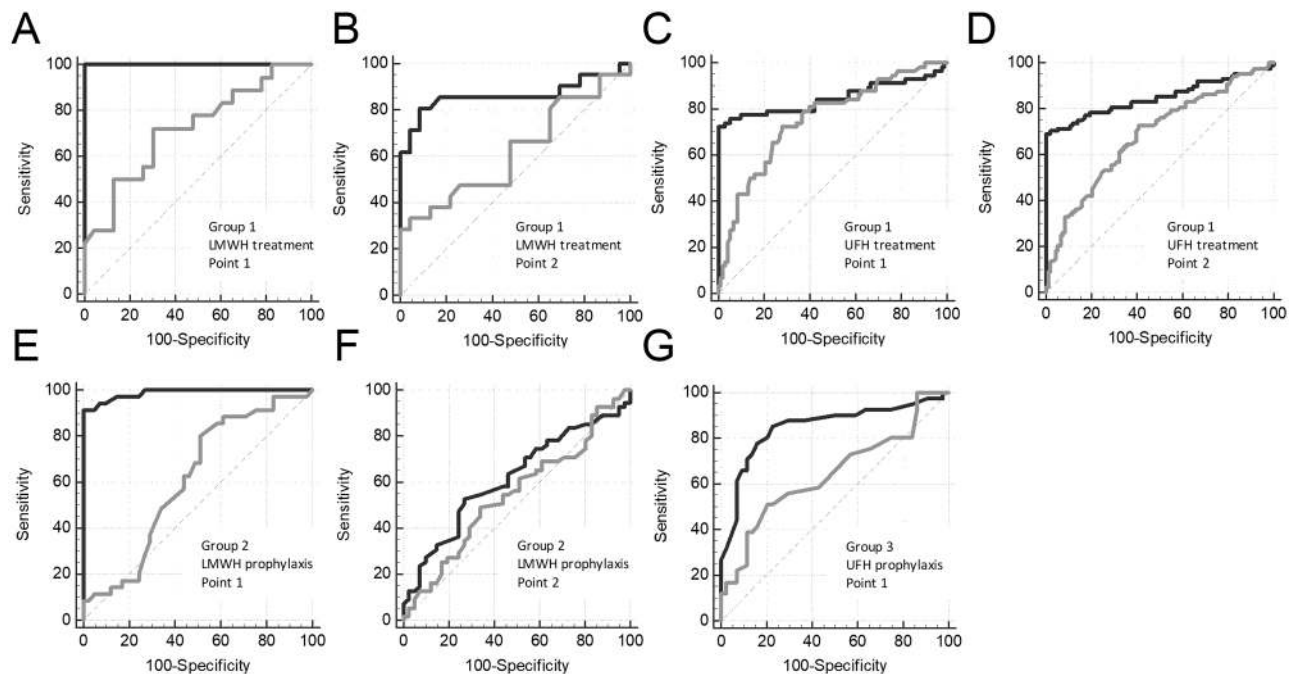 A
100
80
60
40
20
0
Sensitivity
Group 1
LMWH treatment
Point 1
0 20 40 60 80 100
100-Specificity
B
100
80
60
40
20
0
Sensitivity
Group 1
LMWH treatment
Point 2
0 20 40 60 80 100
100-Specificity
C
100
80
60
40
20
0
Sensitivity
Group 1
UFH treatment
Point 1
0 20 40 60 80 100
100-Specificity
D
100
80
60
40
20
0
Sensitivity
Group 1
UFH treatment
Point 2
0 20 40 60 80 100
100-Specificity
E
100
80
60
40
20
0
Sensitivity
Group 2
LMWH prophylaxis
Point 1
0 20 40 60 80 100
100-Specificity
F
100
80
60
40
20
0
Sensitivity
Group 2
LMWH prophylaxis
Point 2
0 20 40 60 80 100
100-Specificity
G
100
80
60
40
20
0
Sensitivity
Group 3
UFH prophylaxis
Point 1
0 20 40 60 80 100
100-Specificity